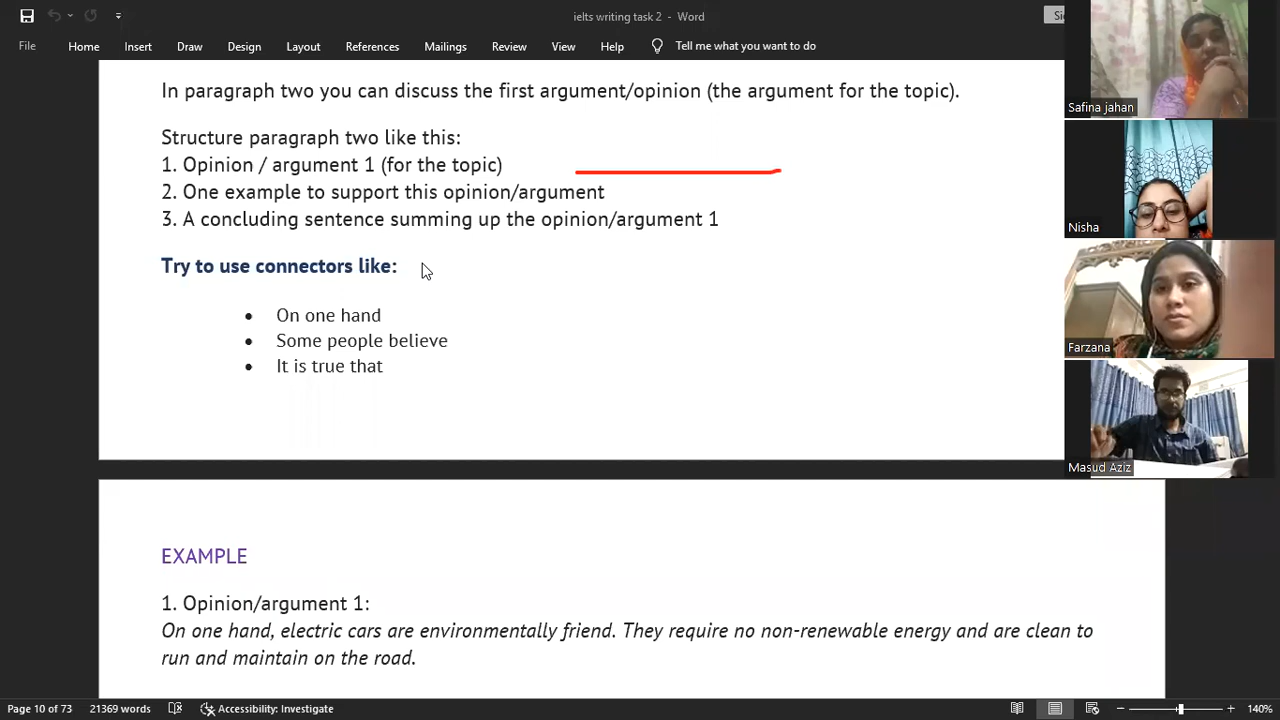 ielts writing task 2 - Word
File Home Insert Draw Design Layout References Mailings Review View Help Tell me what you want to do
In paragraph two you can discuss the first argument/opinion (the argument for the topic).
Structure paragraph two like this:
1. Opinion / argument 1 (for the topic)
2. One example to support this opinion/argument
3. A concluding sentence summing up the opinion/argument 1
Try to use connectors like:
• On one hand
• Some people believe
• It is true that
EXAMPLE
1. Opinion/argument 1:
On one hand, electric cars are environmentally friend. They require no non-renewable energy and are clean to
run and maintain on the road.
Safina jahan
Nisha
Farzana
Masud Aziz
Page 10 of 73 21369 words Accessibility: Investigate 140%